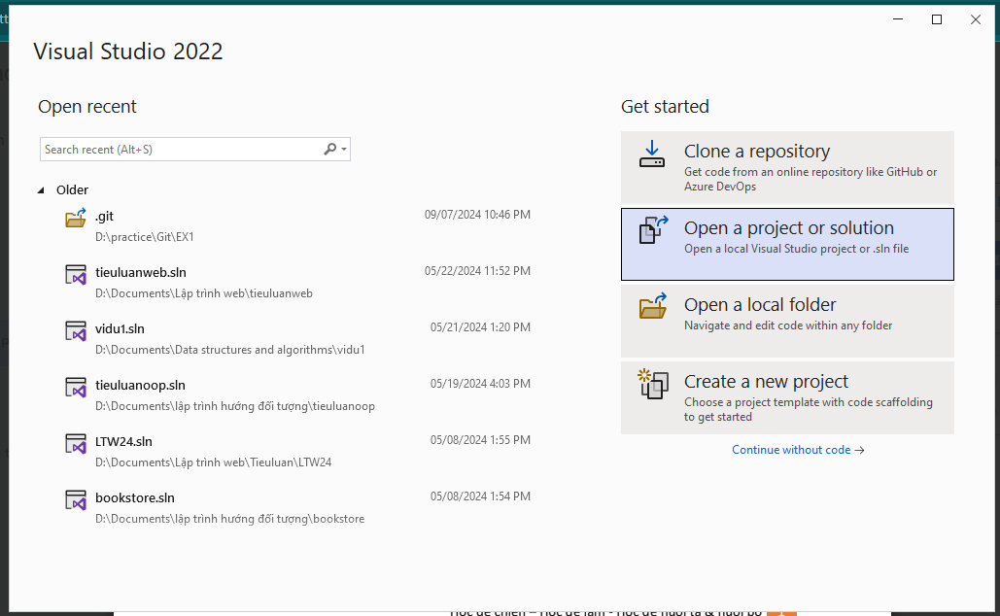 Visual Studio 2022
Open recent
Search recent (Alt+S)
Older
.git
09/07/2024 10:46 PM
D:\practice\Git\EX1
tieuluanweb.sln
05/22/2024 11:52 PM
D:\Documents\Lập trình web\tieuluanweb
vidu1.sln
05/21/2024 1:20 PM
D:\Documents\Data structures and algorithms\vidu1
tieuluanoop.sln
05/19/2024 4:03 PM
D:\Documents\lập trình hướng đối tượng\tieuluanoop
LTW24.sln
05/08/2024 1:55 PM
D:\Documents\Lập trình web\Tieuluan\LTW24
bookstore.sln
05/08/2024 1:54 PM
D:\Documents\lập trình hướng đối tượng\bookstore
Get started
Clone a repository
Get code from an online repository like GitHub or
Azure DevOps
Open a project or solution
Open a local Visual Studio project or .sln file
Open a local folder
Navigate and edit code within any folder
Create a new project
Choose a project template with code scaffolding
to get started
Continue without code →